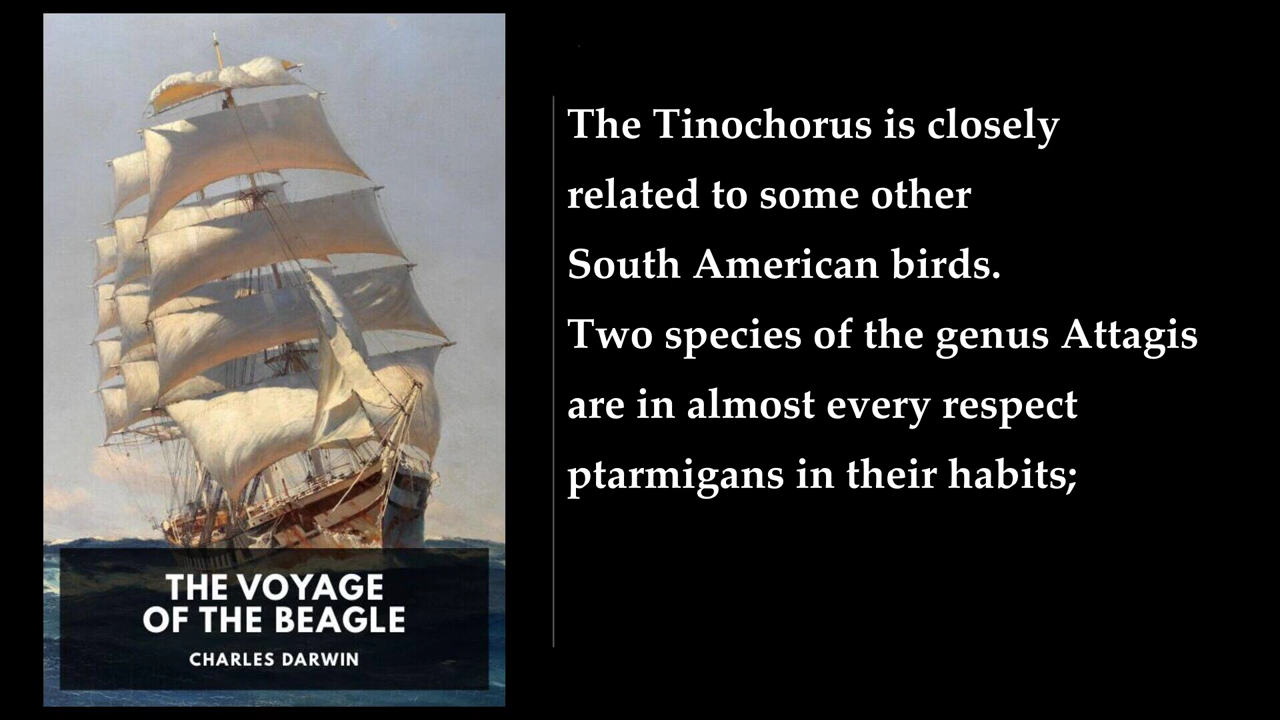 THE VOYAGE
OF THE BEAGLE
CHARLES DARWIN
The Tinochorus is closely
related to some other
South American birds.
Two species of the genus Attagis
are in almost every respect
ptarmigans in their habits;